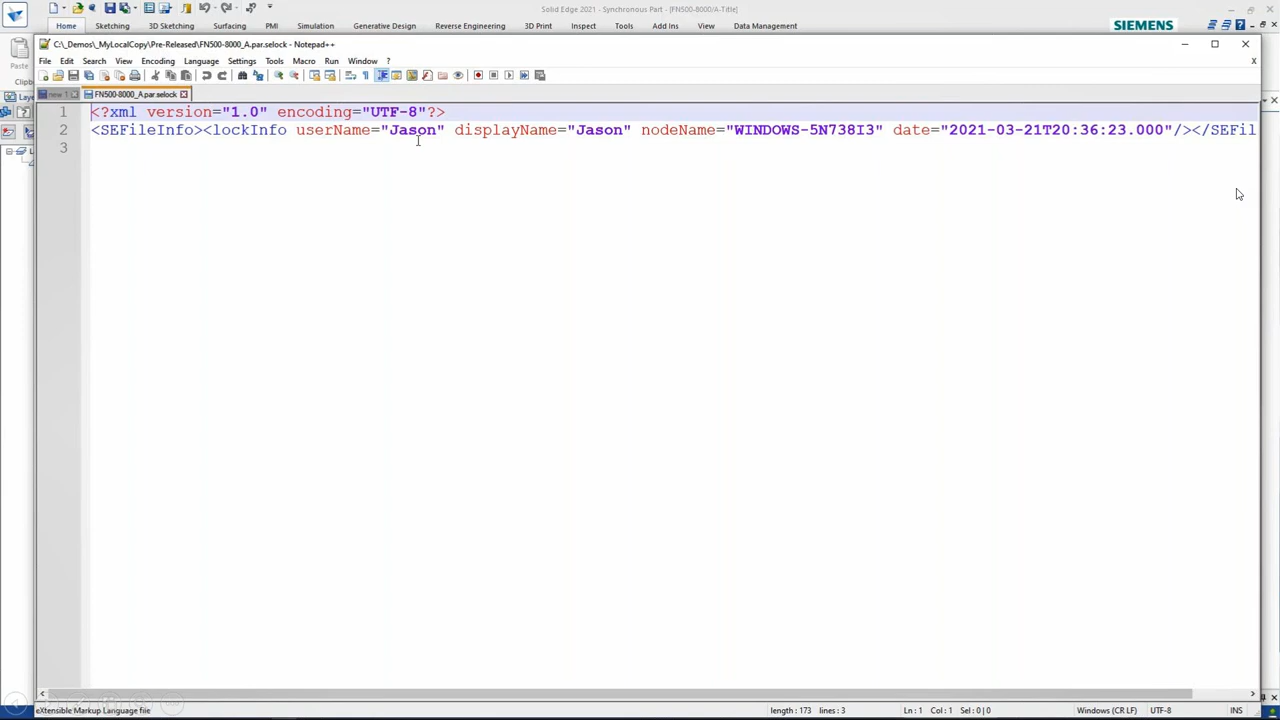 Solid Edge 2021 - Synchronous Part - [FN500-8000/A-Title]
Home Sketching 3D Sketching Surfacing PMI Simulation Generative Design Reverse Engineering 3D Print Inspect Tools Add Ins View Data Management SIEMENS
C:\_Demos\_MyLocalCopy\Pre-Released\FN500-8000_A.par.selock - Notepad++
Paste
File Edit Search View Encoding Language Settings Tools Macro Run Window ? X
Clipb
new 1 FN500-8000_A.par.selock
Laye
1 <?xml version="1.0" encoding="UTF-8"?>
2 <SEFileInfo><lockInfo userName="Jason" displayName="Jason" nodeName="WINDOWS-5N738I3" date="2021-03-21T20:36:23.000"/></SEFil
3
eXtensible Markup Language file length : 173 lines : 3 Ln : 1 Col : 1 Sel : 0 | 0 Windows (CR LF) UTF-8 INS